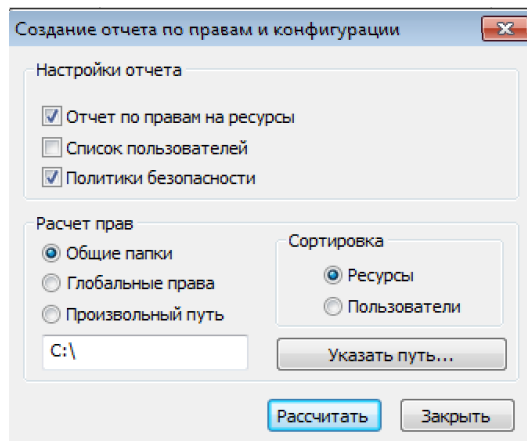 Создание отчета по правам и конфигурации
Настройки отчета
Отчет по правам на ресурсы
Список пользователей
Политики безопасности
Расчет прав
Общие папки
Глобальные права
Произвольный путь
C:\
Сортировка
Ресурсы
Пользователи
Указать путь...
Рассчитать
Закрыть